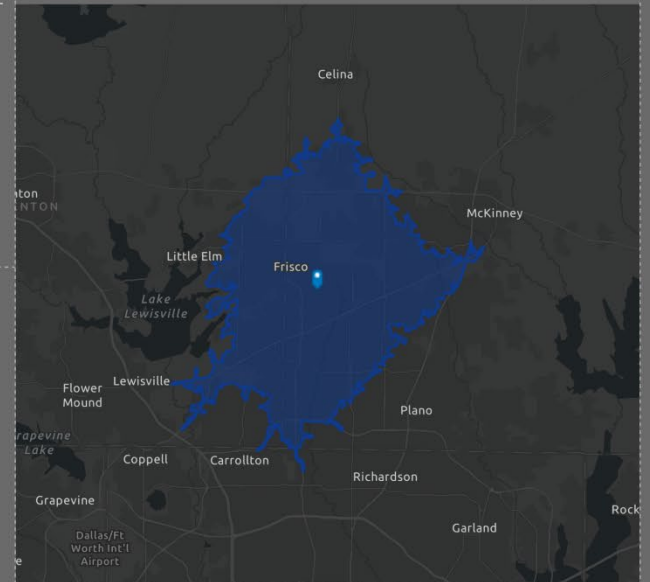 Celina
ton
NTON
McKinney
Little Elm
Frisco
Lake
Lewisville
Flower
Mound
Lewisville
Plano
rapevine
Lake
Coppell
Carrollton
Richardson
Grapevine
Rock
Garland
Dallas/Ft
Worth Int'l
Airport
e